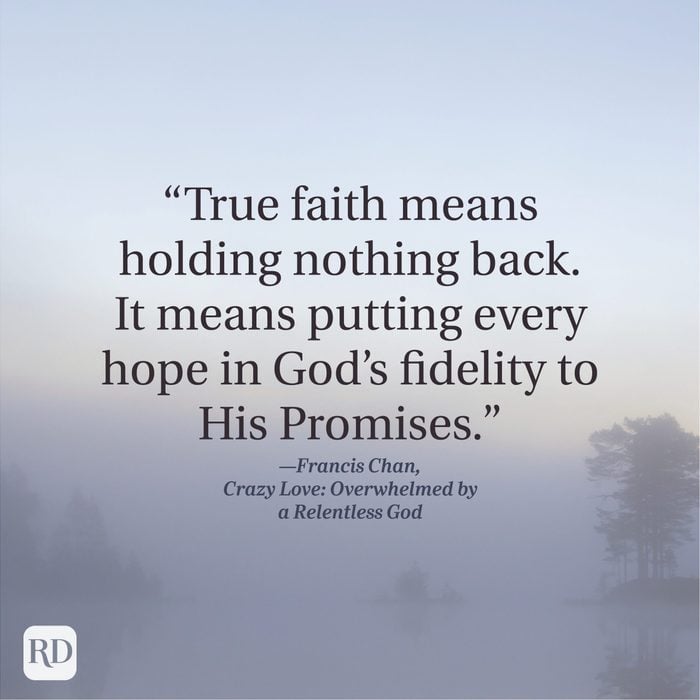 “True faith means
holding nothing back.
It means putting every
hope in God’s fidelity to
His Promises.”
—Francis Chan,
Crazy Love: Overwhelmed by
a Relentless God
RD